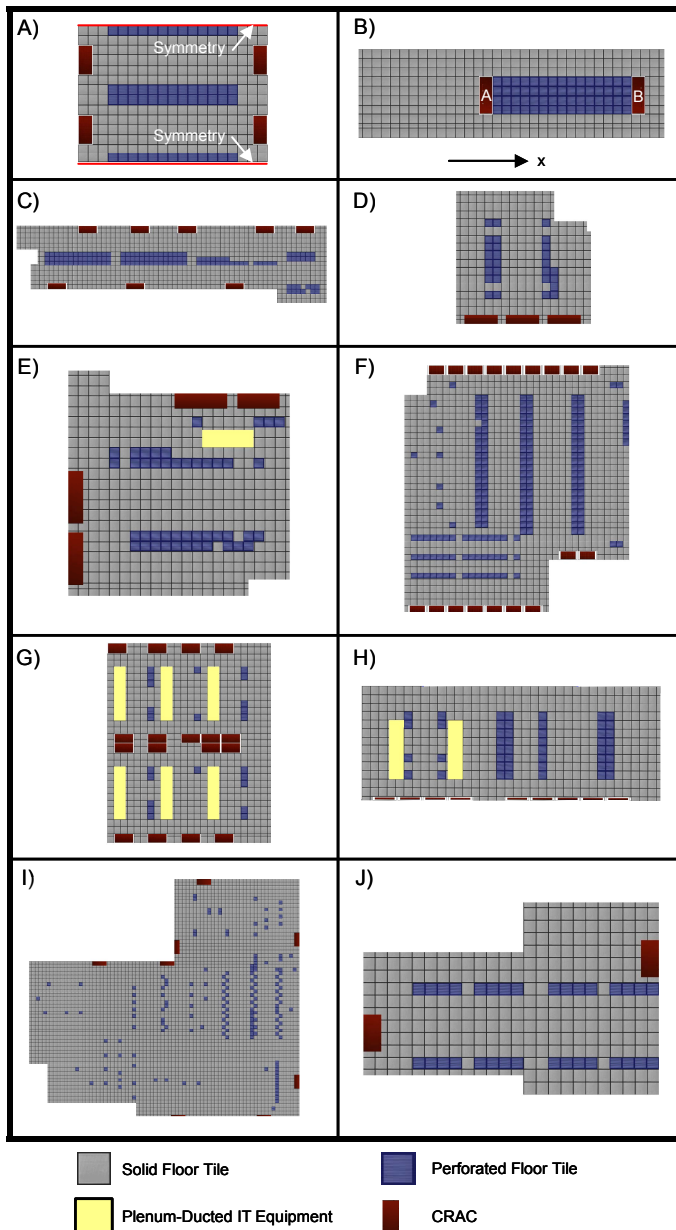 A)
Symmetry
Symmetry
B)
A
B
x
C)
D)
E)
F)
G)
H)
I)
J)
Solid Floor Tile
Perforated Floor Tile
Plenum-Ducted IT Equipment
CRAC